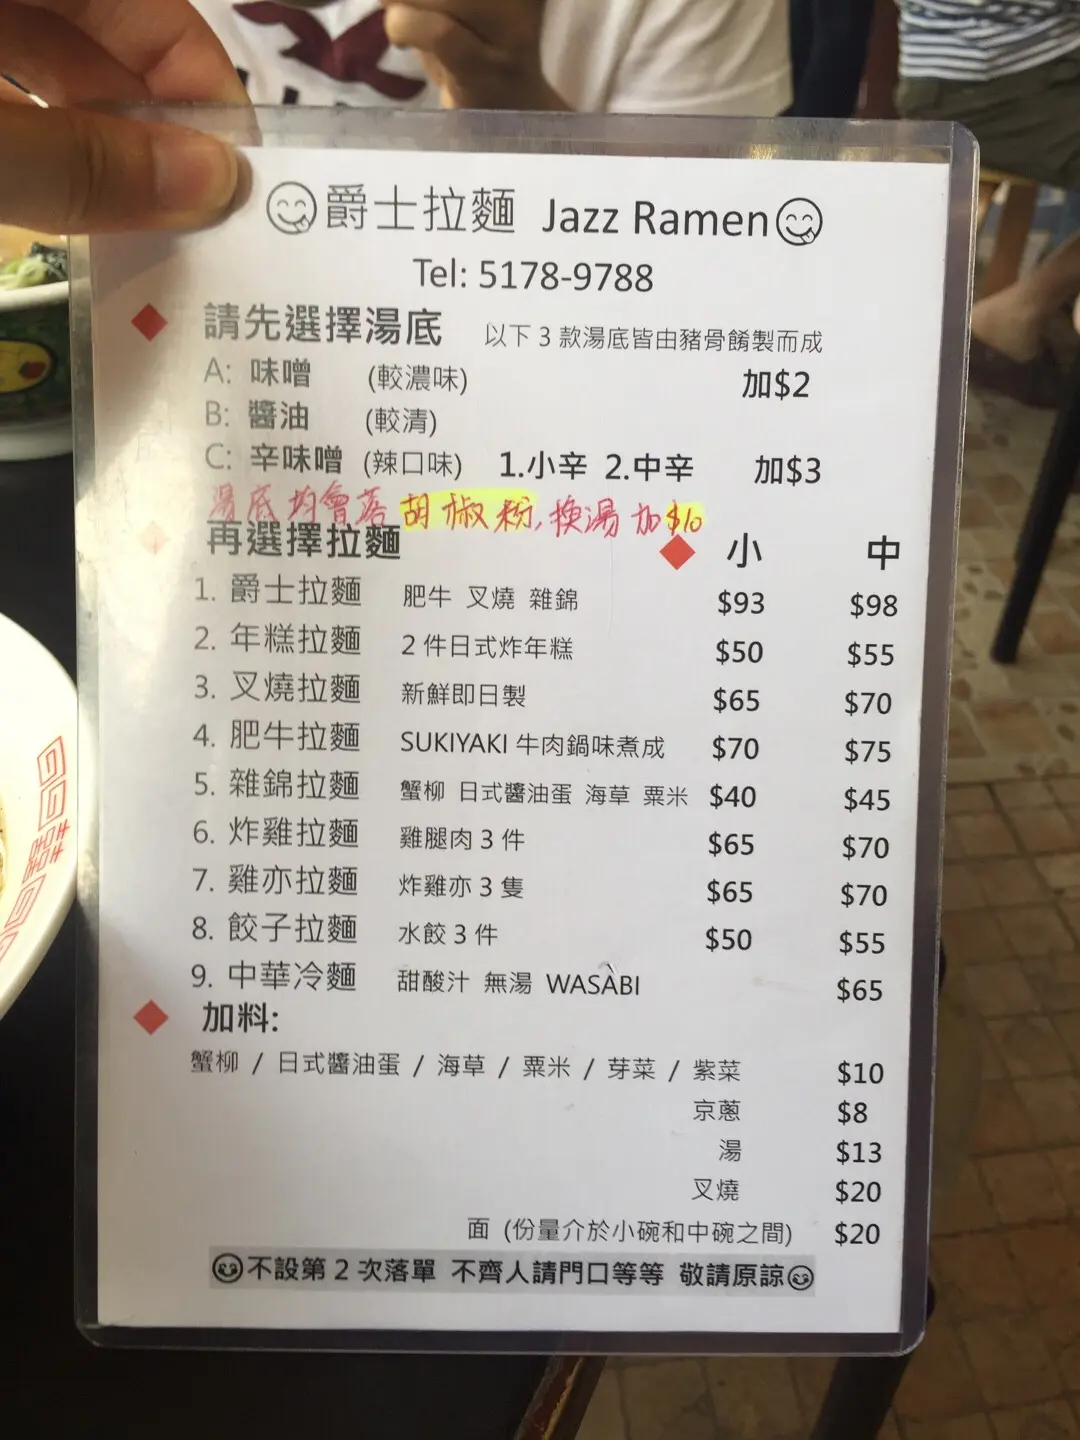 爵士拉麵 Jazz Ramen
Tel: 5178-9788
請先選擇湯底 以下 3 款湯底皆由豬骨餚製而成
A: 味噌 (較濃味) 加$2
B: 醬油 (較清)
C: 辛味噌 (辣口味) 1.小辛 2.中辛 加$3
湯底均會落胡椒粉,換湯加$10
再選擇拉麵 小 中
1. 爵士拉麵 肥牛 叉燒 雜錦 $93 $98
2. 年糕拉麵 2 件日式炸年糕 $50 $55
3. 叉燒拉麵 新鮮即日製 $65 $70
4. 肥牛拉麵 SUKIYAKI 牛肉鍋味煮成 $70 $75
5. 雜錦拉麵 蟹柳 日式醬油蛋 海草 粟米 $40 $45
6. 炸雞拉麵 雞腿肉 3 件 $65 $70
7. 雞亦拉麵 炸雞亦 3 隻 $65 $70
8. 餃子拉麵 水餃 3 件 $50 $55
9. 中華冷麵 甜酸汁 無湯 WASABI $65
加料:
蟹柳 / 日式醬油蛋 / 海草 / 粟米 / 芽菜 / 紫菜 $10
京蔥 $8
湯 $13
叉燒 $20
面 (份量介於小碗和中碗之間) $20
不設第 2 次落單 不齊人請門口等等 敬請原諒